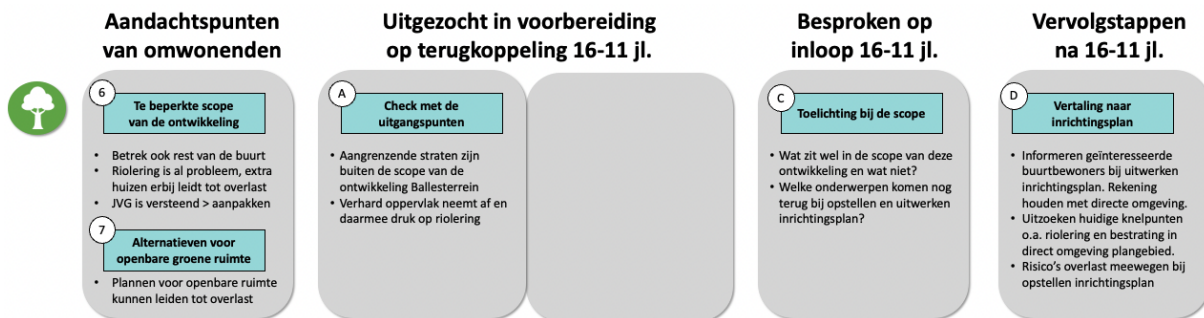 Aandachtspunten
van omwonenden
Uitgezocht in voorbereiding
op terugkoppeling 16-11 jl.
Besproken op
inloop 16-11 jl.
Vervolgstappen
na 16-11 jl.
6
Te beperkte scope
van de ontwikkeling
• Betrek ook rest van de buurt
• Riolering is al probleem, extra
huizen erbij leidt tot overlast
• JVG is versteend > aanpakken
7
Alternatieven voor
openbare groene ruimte
• Plannen voor openbare ruimte
kunnen leiden tot overlast
A
Check met de
uitgangspunten
• Aangrenzende straten zijn
buiten de scope van de
ontwikkeling Ballesterrein
• Verhard oppervlak neemt af en
daarmee druk op riolering
C
Toelichting bij de scope
• Wat zit wel in de scope van deze
ontwikkeling en wat niet?
• Welke onderwerpen komen nog
terug bij opstellen en uitwerken
inrichtingsplan?
D
Vertaling naar
inrichtingsplan
• Informeren geïnteresseerde
buurtbewoners bij uitwerken
inrichtingsplan. Rekening
houden met directe omgeving.
• Uitzoeken huidige knelpunten
o.a. riolering en bestrating in
direct omgeving plangebied.
• Risico's overlast meewegen bij
opstellen inrichtingsplan